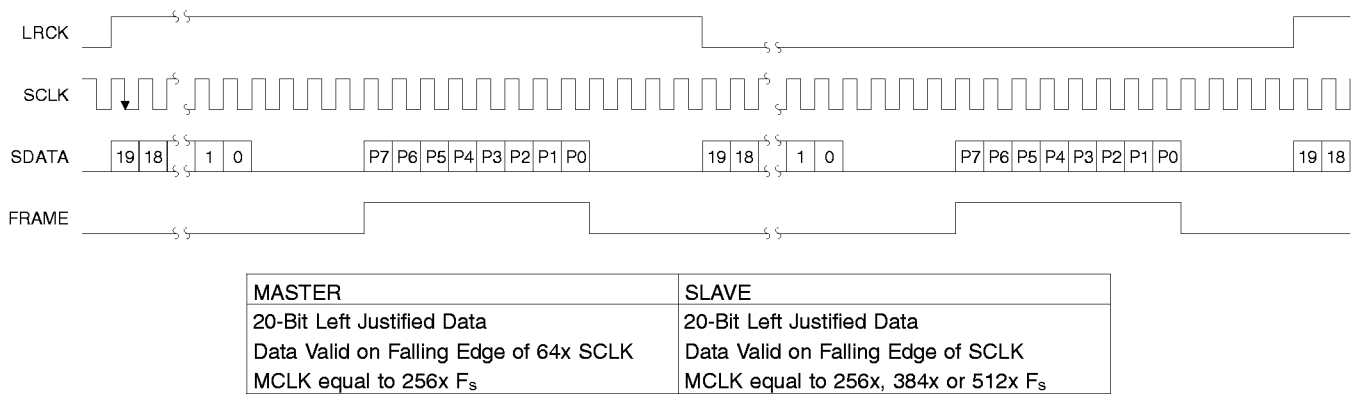 LRCK
SCLK
SDATA 19 18 1 0 P7 P6 P5 P4 P3 P2 P1 P0 19 18 1 0 P7 P6 P5 P4 P3 P2 P1 P0 19 18
FRAME
MASTER SLAVE
20-Bit Left Justified Data 20-Bit Left Justified Data
Data Valid on Falling Edge of 64x SCLK Data Valid on Falling Edge of SCLK
MCLK equal to 256x Fs MCLK equal to 256x, 384x or 512x Fs